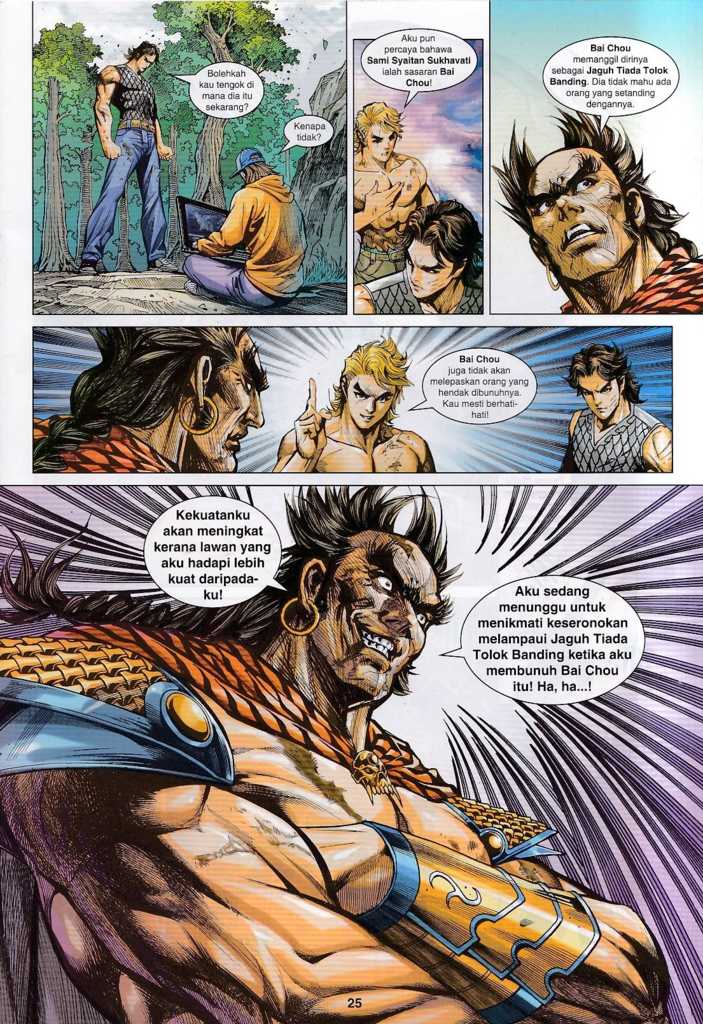 Bolehkah
kau tengok di
mana dia itu
sekarang?
Kenapa
tidak?
Aku pun
percaya bahawa
Sami Syaitan Sukhavati
ialah sasaran Bai
Chou!
Bai Chou
memanggil dirinya
sebagai Jaguh Tiada Tolok
Banding. Dia tidak mahu ada
orang yang setanding
dengannya.
Bai Chou
juga tidak akan
melepaskan orang yang
hendak dibunuhnya.
Kau mesti berhati-
hati!
Kekuatanku
akan meningkat
kerana lawan yang
aku hadapi lebih
kuat daripada-
ku!
Aku sedang
menunggu untuk
menikmati keseronokan
melampaui Jaguh Tiada
Tolok Banding ketika aku
membunuh Bai Chou
itu! Ha, ha...!
25